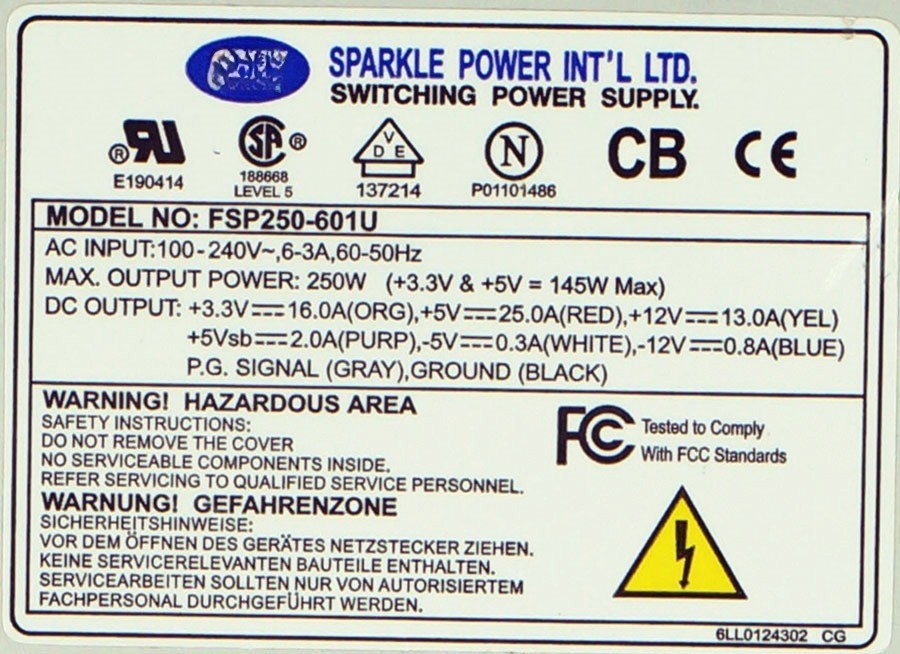 SPARKLE POWER INT'L LTD.
SWITCHING POWER SUPPLY.
® RU SA ® V D E N CB CE
E190414 188668 LEVEL 5 137214 P01101486
MODEL NO: FSP250-601U
AC INPUT:100-240V~,6-3A,60-50Hz
MAX. OUTPUT POWER: 250W (+3.3V & +5V = 145W Max)
DC OUTPUT: +3.3V⎓16.0A(ORG),+5V⎓25.0A(RED),+12V⎓13.0A(YEL)
+5Vsb⎓2.0A(PURP),-5V⎓0.3A(WHITE),-12V⎓0.8A(BLUE)
P.G. SIGNAL (GRAY),GROUND (BLACK)
WARNING! HAZARDOUS AREA
SAFETY INSTRUCTIONS:
DO NOT REMOVE THE COVER
NO SERVICEABLE COMPONENTS INSIDE.
REFER SERVICING TO QUALIFIED SERVICE PERSONNEL.
FCC Tested to Comply
With FCC Standards
WARNUNG! GEFAHRENZONE
SICHERHEITSHINWEISE:
VOR DEM ÖFFNEN DES GERÄTES NETZSTECKER ZIEHEN.
KEINE SERVICERELEVANTEN BAUTEILE ENTHALTEN.
SERVICEARBEITEN SOLLTEN NUR VON AUTORISIERTEM
FACHPERSONAL DURCHGEFÜHRT WERDEN.
6LL0124302 CG